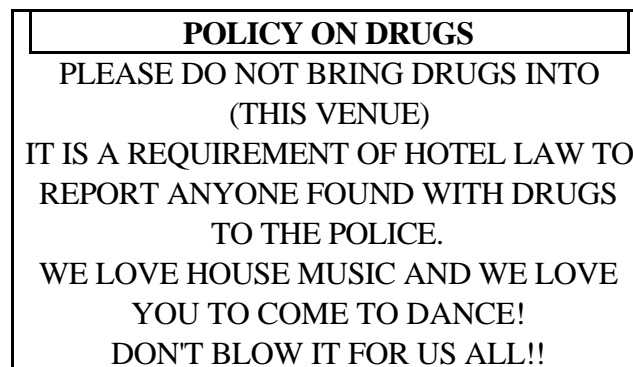 POLICY ON DRUGS
PLEASE DO NOT BRING DRUGS INTO
(THIS VENUE)
IT IS A REQUIREMENT OF HOTEL LAW TO
REPORT ANYONE FOUND WITH DRUGS
TO THE POLICE.
WE LOVE HOUSE MUSIC AND WE LOVE
YOU TO COME TO DANCE!
DON'T BLOW IT FOR US ALL!!